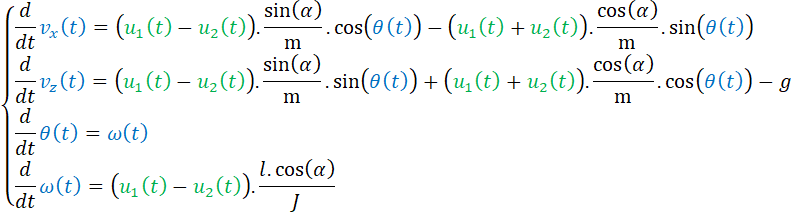 d/dt v_x(t) = (u_1(t) − u_2(t)).sin(α)/m.cos(θ(t)) − (u_1(t) + u_2(t)).cos(α)/m.sin(θ(t))
d/dt v_z(t) = (u_1(t) − u_2(t)).sin(α)/m.sin(θ(t)) + (u_1(t) + u_2(t)).cos(α)/m.cos(θ(t)) − g
d/dt θ(t) = ω(t)
d/dt ω(t) = (u_1(t) − u_2(t)).l.cos(α)/J